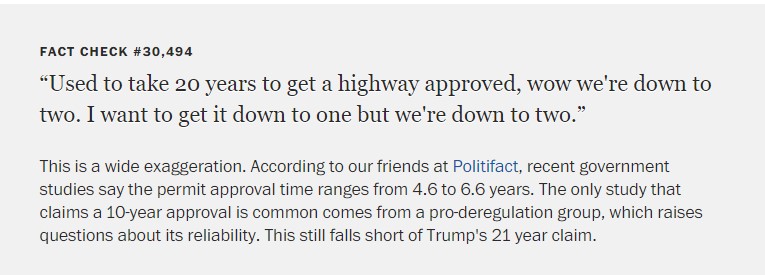 FACT CHECK #30,494
“Used to take 20 years to get a highway approved, wow we're down to
two. I want to get it down to one but we're down to two.”
This is a wide exaggeration. According to our friends at Politifact, recent government
studies say the permit approval time ranges from 4.6 to 6.6 years. The only study that
claims a 10-year approval is common comes from a pro-deregulation group, which raises
questions about its reliability. This still falls short of Trump's 21 year claim.